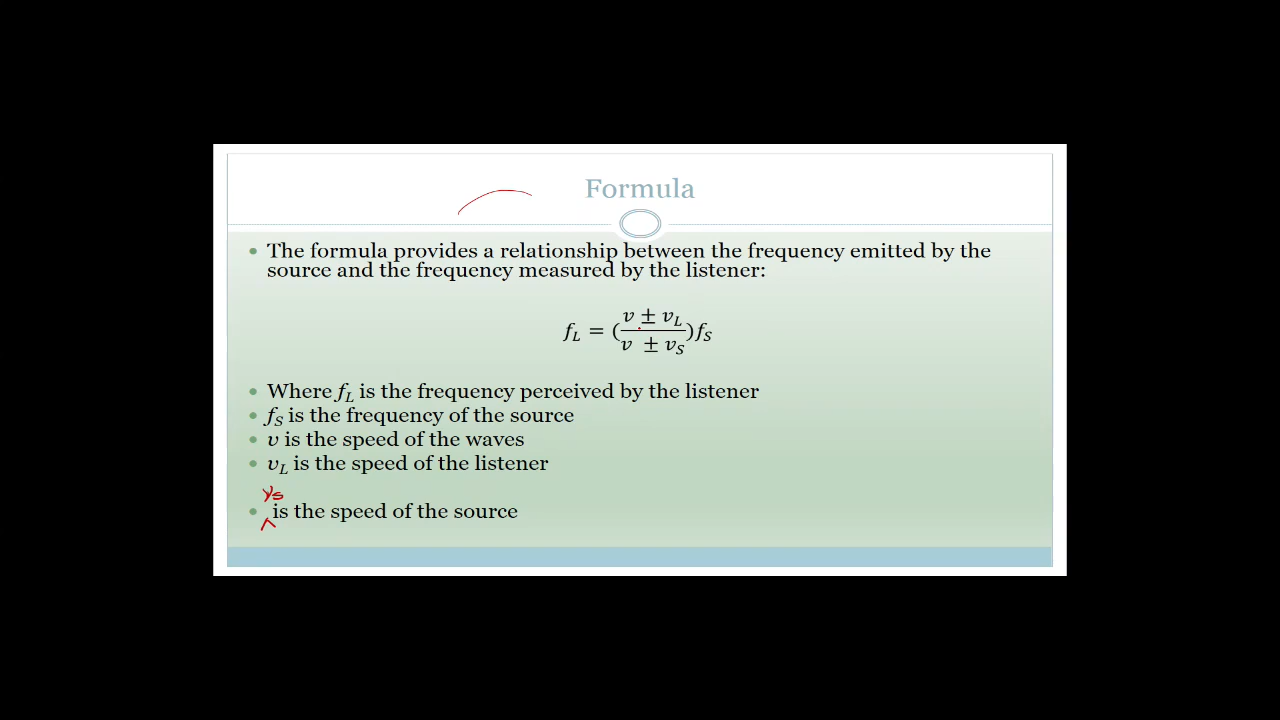 Formula
The formula provides a relationship between the frequency emitted by the
source and the frequency measured by the listener:
f_L = (\frac{v ± v_L}{v ± v_S})f_S
Where f_L is the frequency perceived by the listener
f_S is the frequency of the source
v is the speed of the waves
v_L is the speed of the listener
vs
is the speed of the source